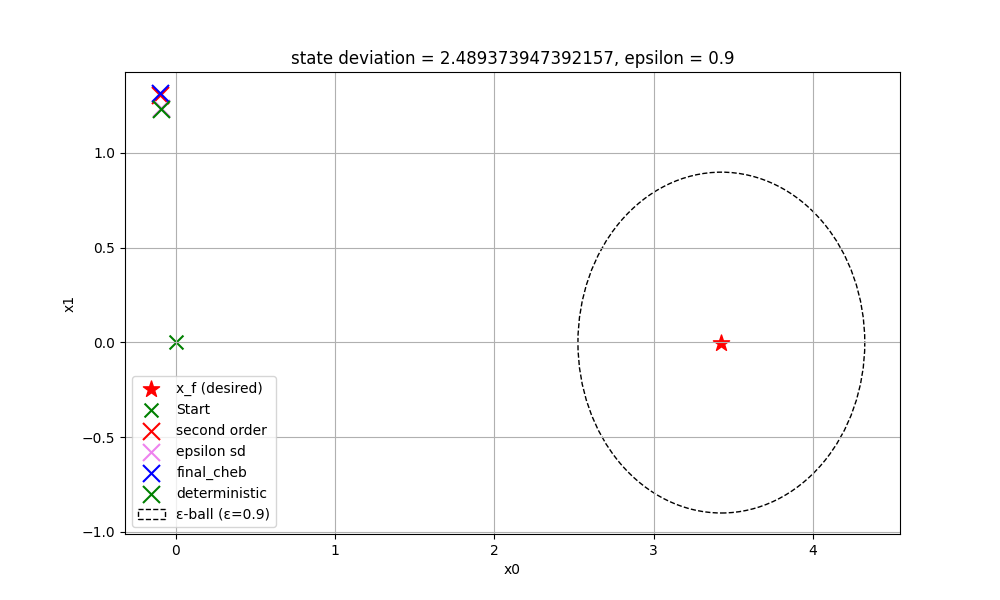 state deviation = 2.489373947392157, epsilon = 0.9
1.0
0.5
0.0
−0.5
−1.0
x1
x_f (desired)
Start
second order
epsilon sd
final_cheb
deterministic
ε-ball (ε=0.9)
0
1
2
3
4
x0